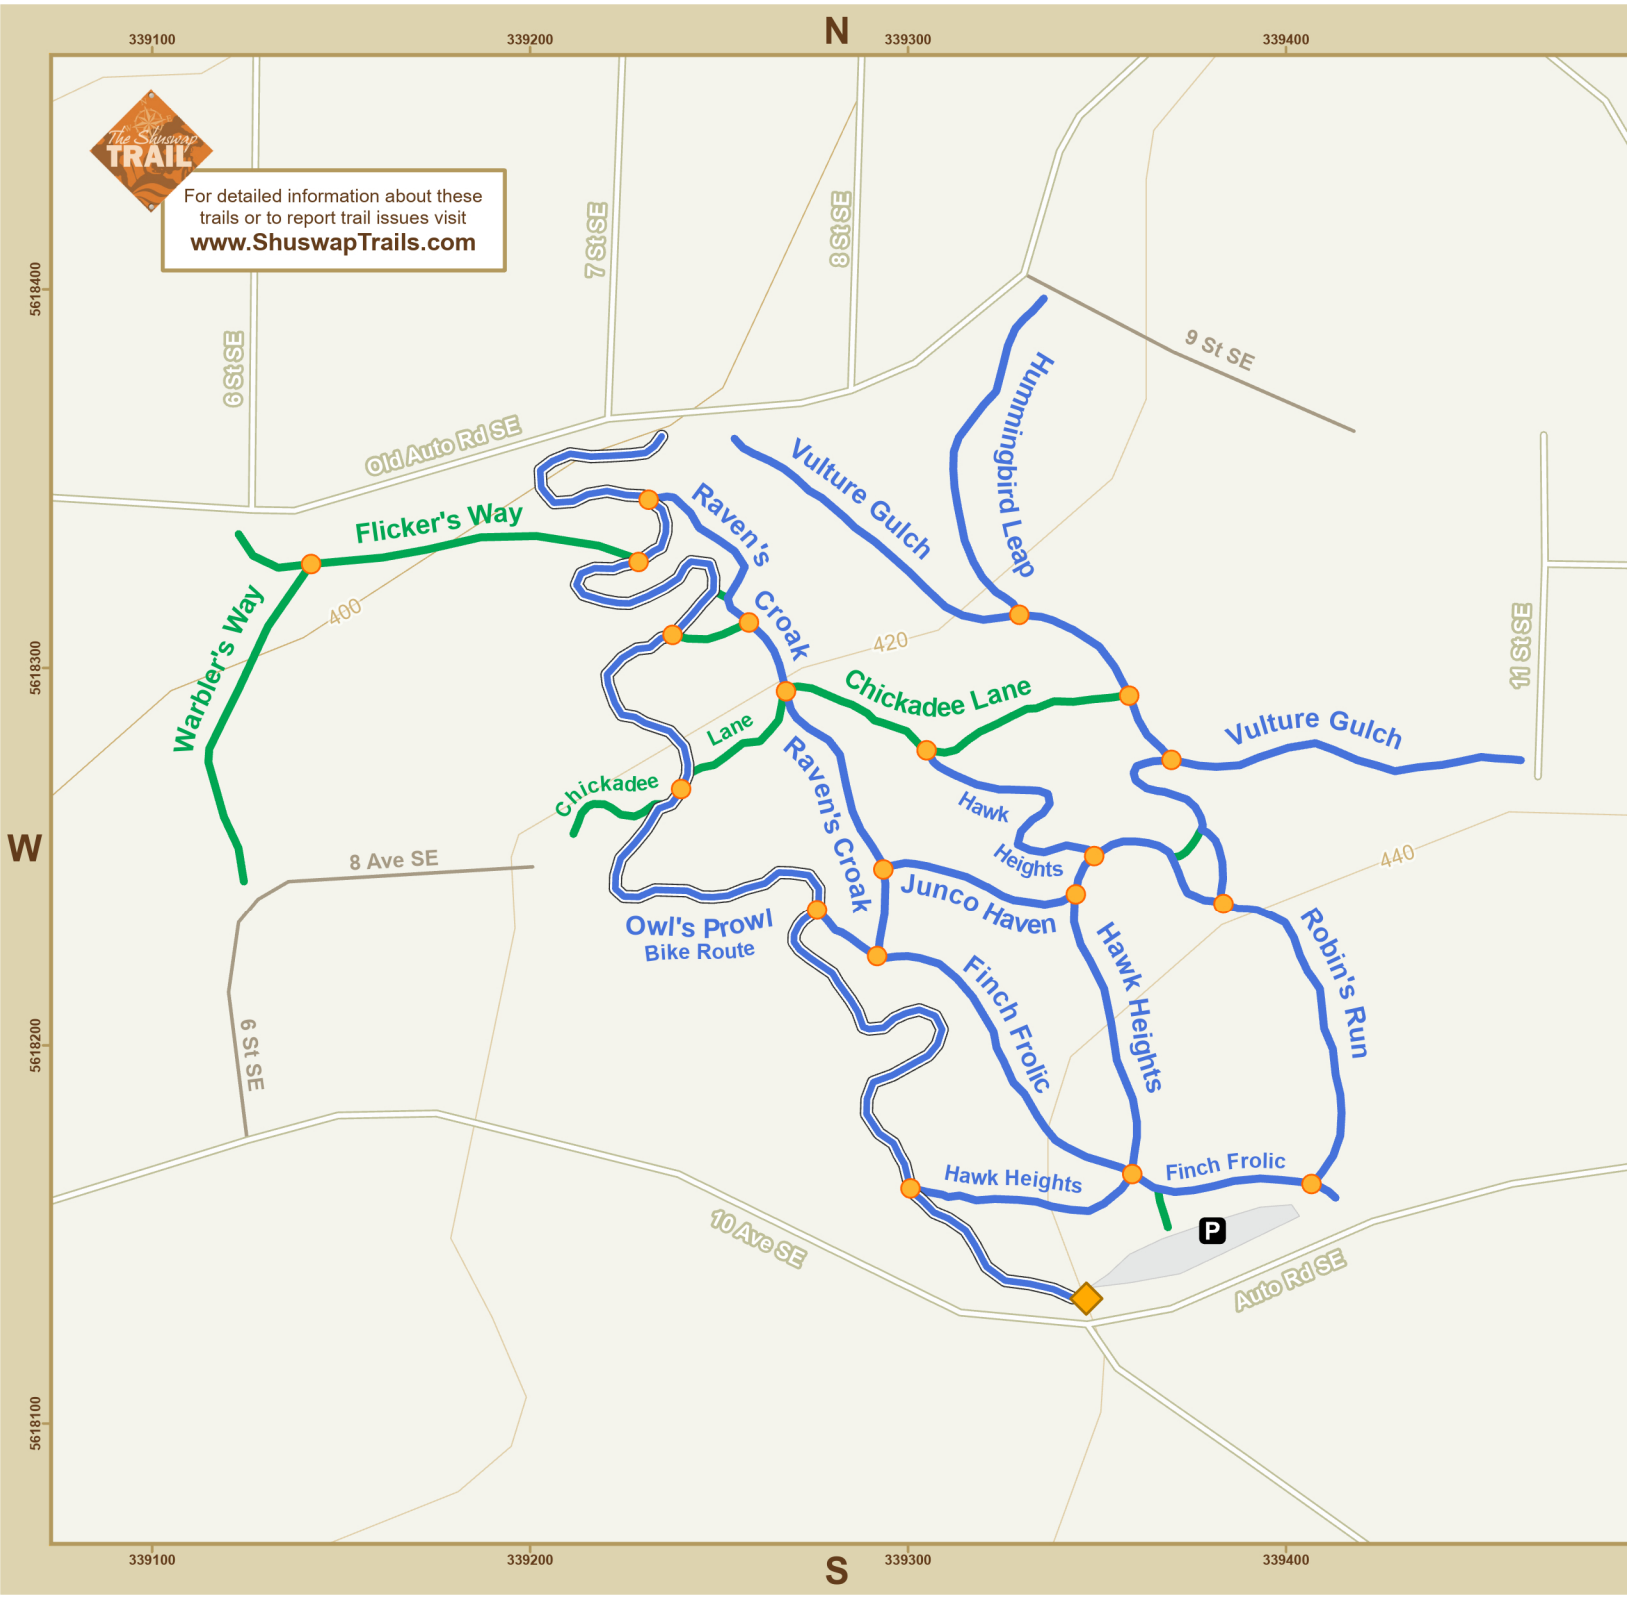 N
339100 339200 339300 339400
The Shuswap
TRAIL
For detailed information about these
trails or to report trail issues visit
www.ShuswapTrails.com
5618400
6 St SE
7 St SE
8 St SE
9 St SE
Old Auto Rd SE
Hummingbird Leap
Vulture Gulch
Raven's
Croak
Flicker's Way
Warbler's Way
400
420
5618300
11 St SE
Chickadee Lane
Lane
Chickadee
Vulture Gulch
Raven's Croak
Hawk
Heights
W
8 Ave SE
440
Junco Haven
Owl's Prowl
Bike Route
Hawk Heights
Robin's Run
Finch Frolic
5618200
6 St SE
Finch Frolic
Hawk Heights
P
10 Ave SE
Auto Rd SE
5618100
339100 339200 339300 339400
S